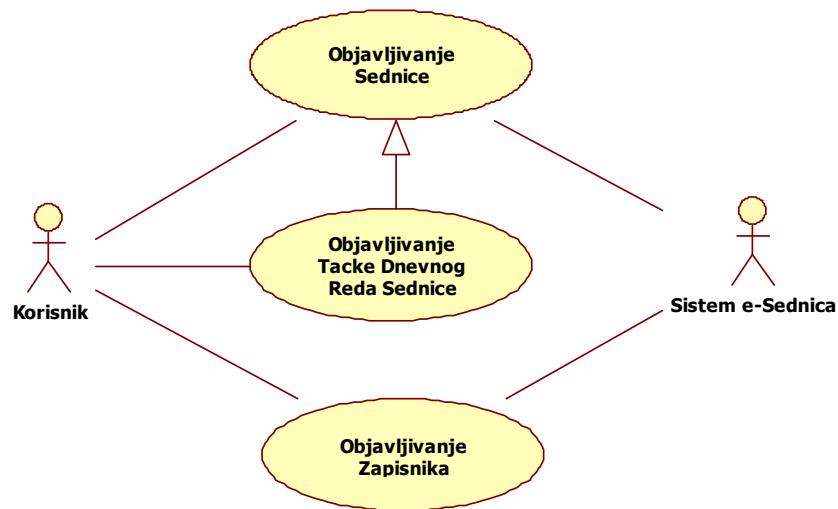 Objavljivanje
Sednice
Objavljivanje
Tacke Dnevnog
Reda Sednice
Korisnik
Sistem e-Sednica
Objavljivanje
Zapisnika